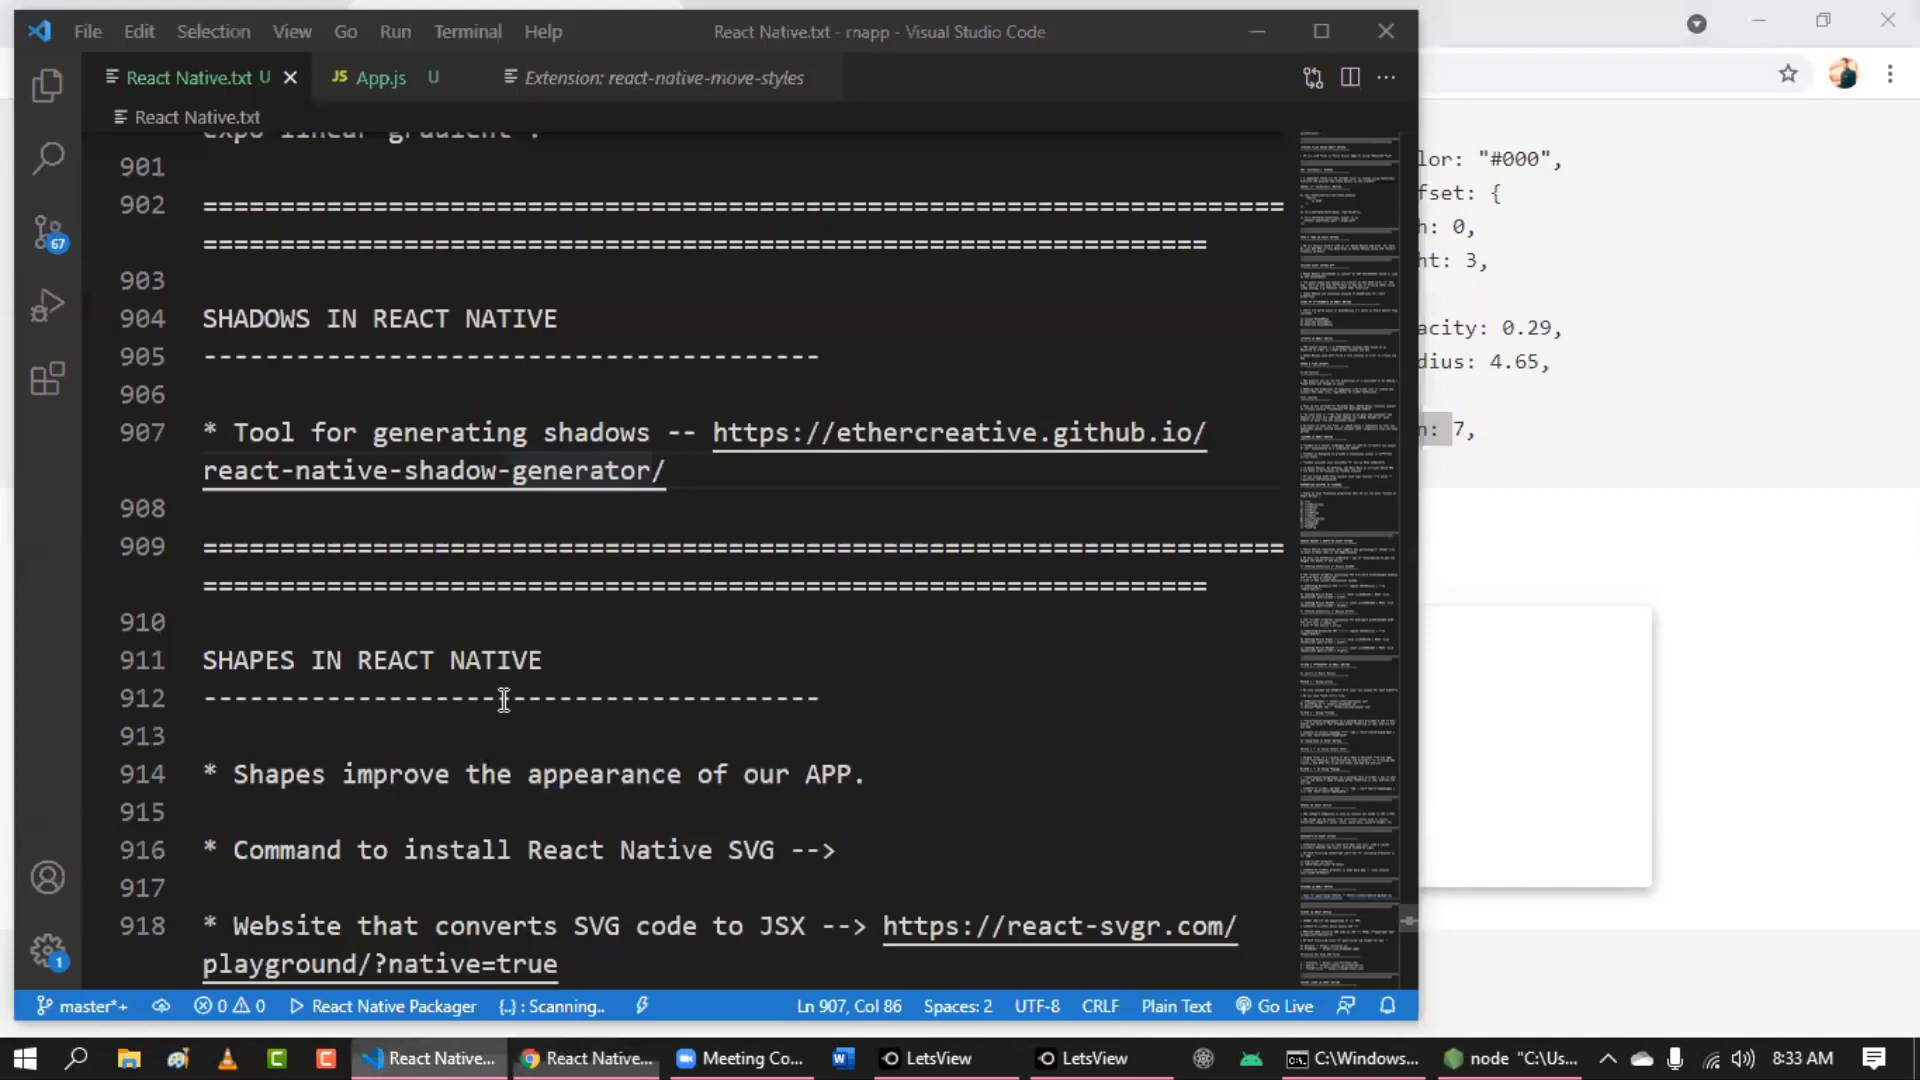 File Edit Selection View Go Run Terminal Help React Native.txt - rnapp - Visual Studio Code
React Native.txt U JS App.js U Extension: react-native-move-styles
React Native.txt
expo linear gradient .
901
902 ======================================================================
=================================================================
903
904 SHADOWS IN REACT NATIVE
905 ----------------------------------------
906
907 * Tool for generating shadows -- https://ethercreative.github.io/
react-native-shadow-generator/
908
909 ======================================================================
=================================================================
910
911 SHAPES IN REACT NATIVE
912 ----------------------------------------
913
914 * Shapes improve the appearance of our APP.
915
916 * Command to install React Native SVG -->
917
918 * Website that converts SVG code to JSX --> https://react-svgr.com/
playground/?native=true
lor: "#000",
fset: {
h: 0,
ht: 3,
acity: 0.29,
dius: 4.65,
n: 7,
67
1
master*+ 0 0 React Native Packager {..} : Scanning.. Ln 907, Col 86 Spaces: 2 UTF-8 CRLF Plain Text Go Live
React Native... React Native... Meeting Co... LetsView LetsView C:\Windows... node "C:\Us... 8:33 AM